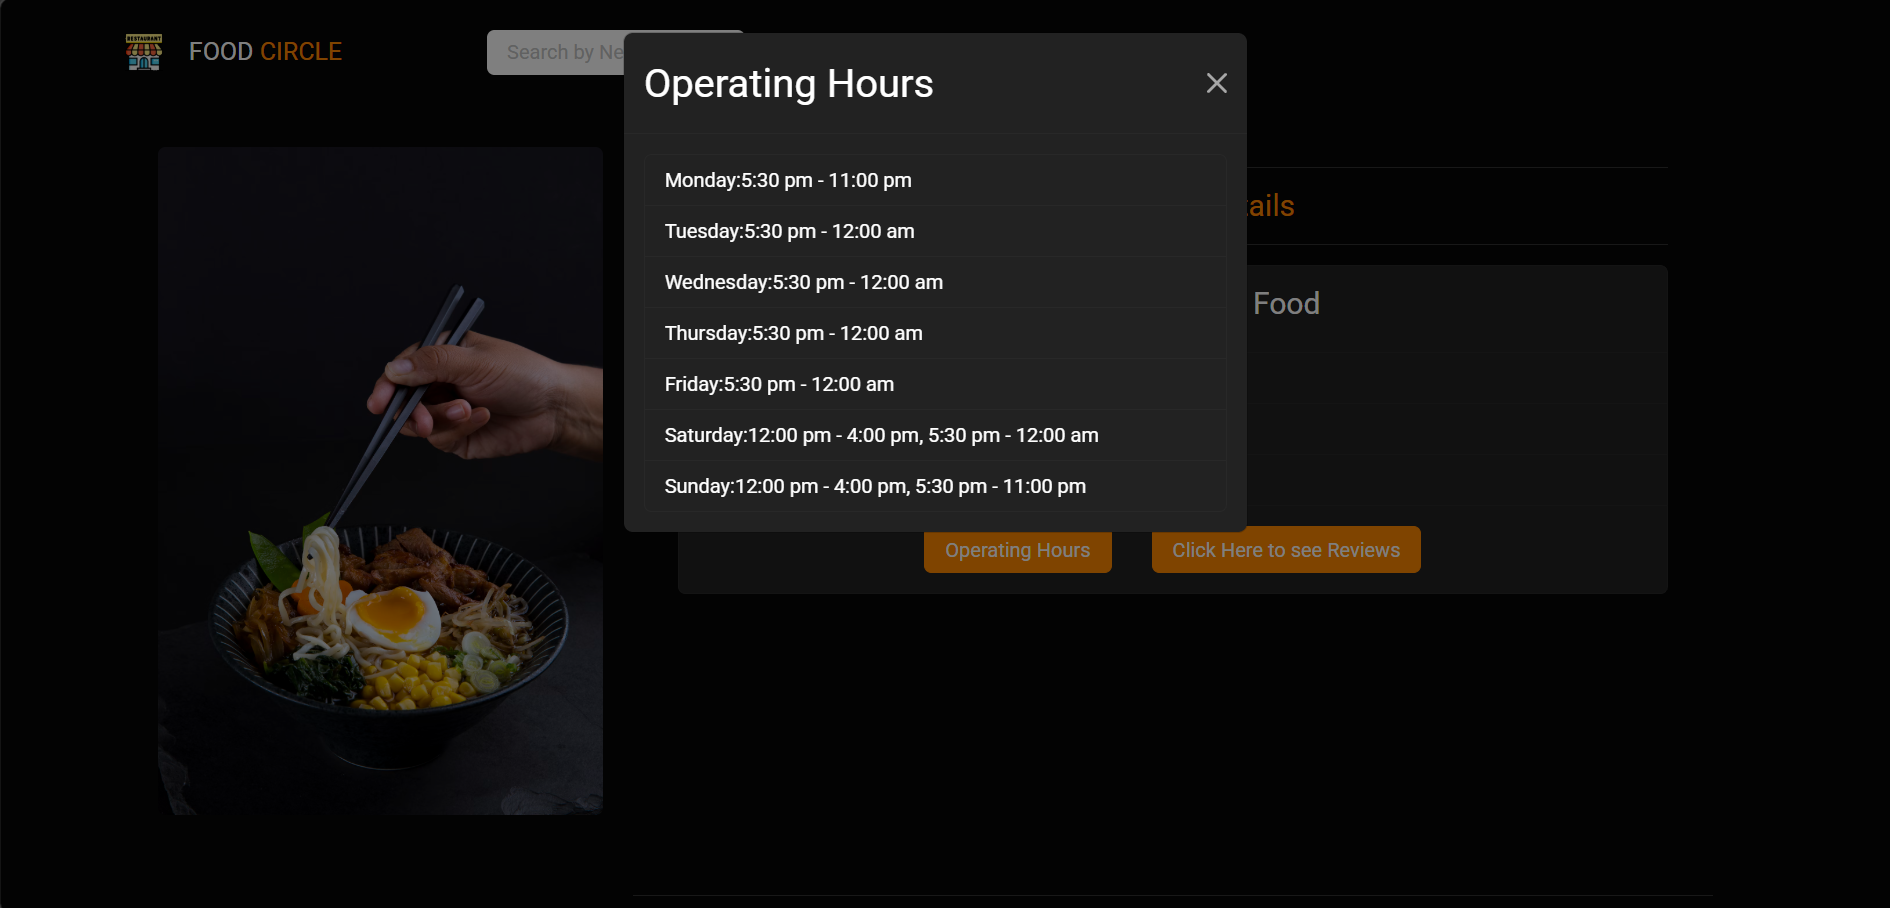 RESTAURANT
FOOD CIRCLE
Search by Ne
Operating Hours
Monday:5:30 pm - 11:00 pm
Tuesday:5:30 pm - 12:00 am
Wednesday:5:30 pm - 12:00 am
Thursday:5:30 pm - 12:00 am
Friday:5:30 pm - 12:00 am
Saturday:12:00 pm - 4:00 pm, 5:30 pm - 12:00 am
Sunday:12:00 pm - 4:00 pm, 5:30 pm - 11:00 pm
tails
Food
Operating Hours
Click Here to see Reviews